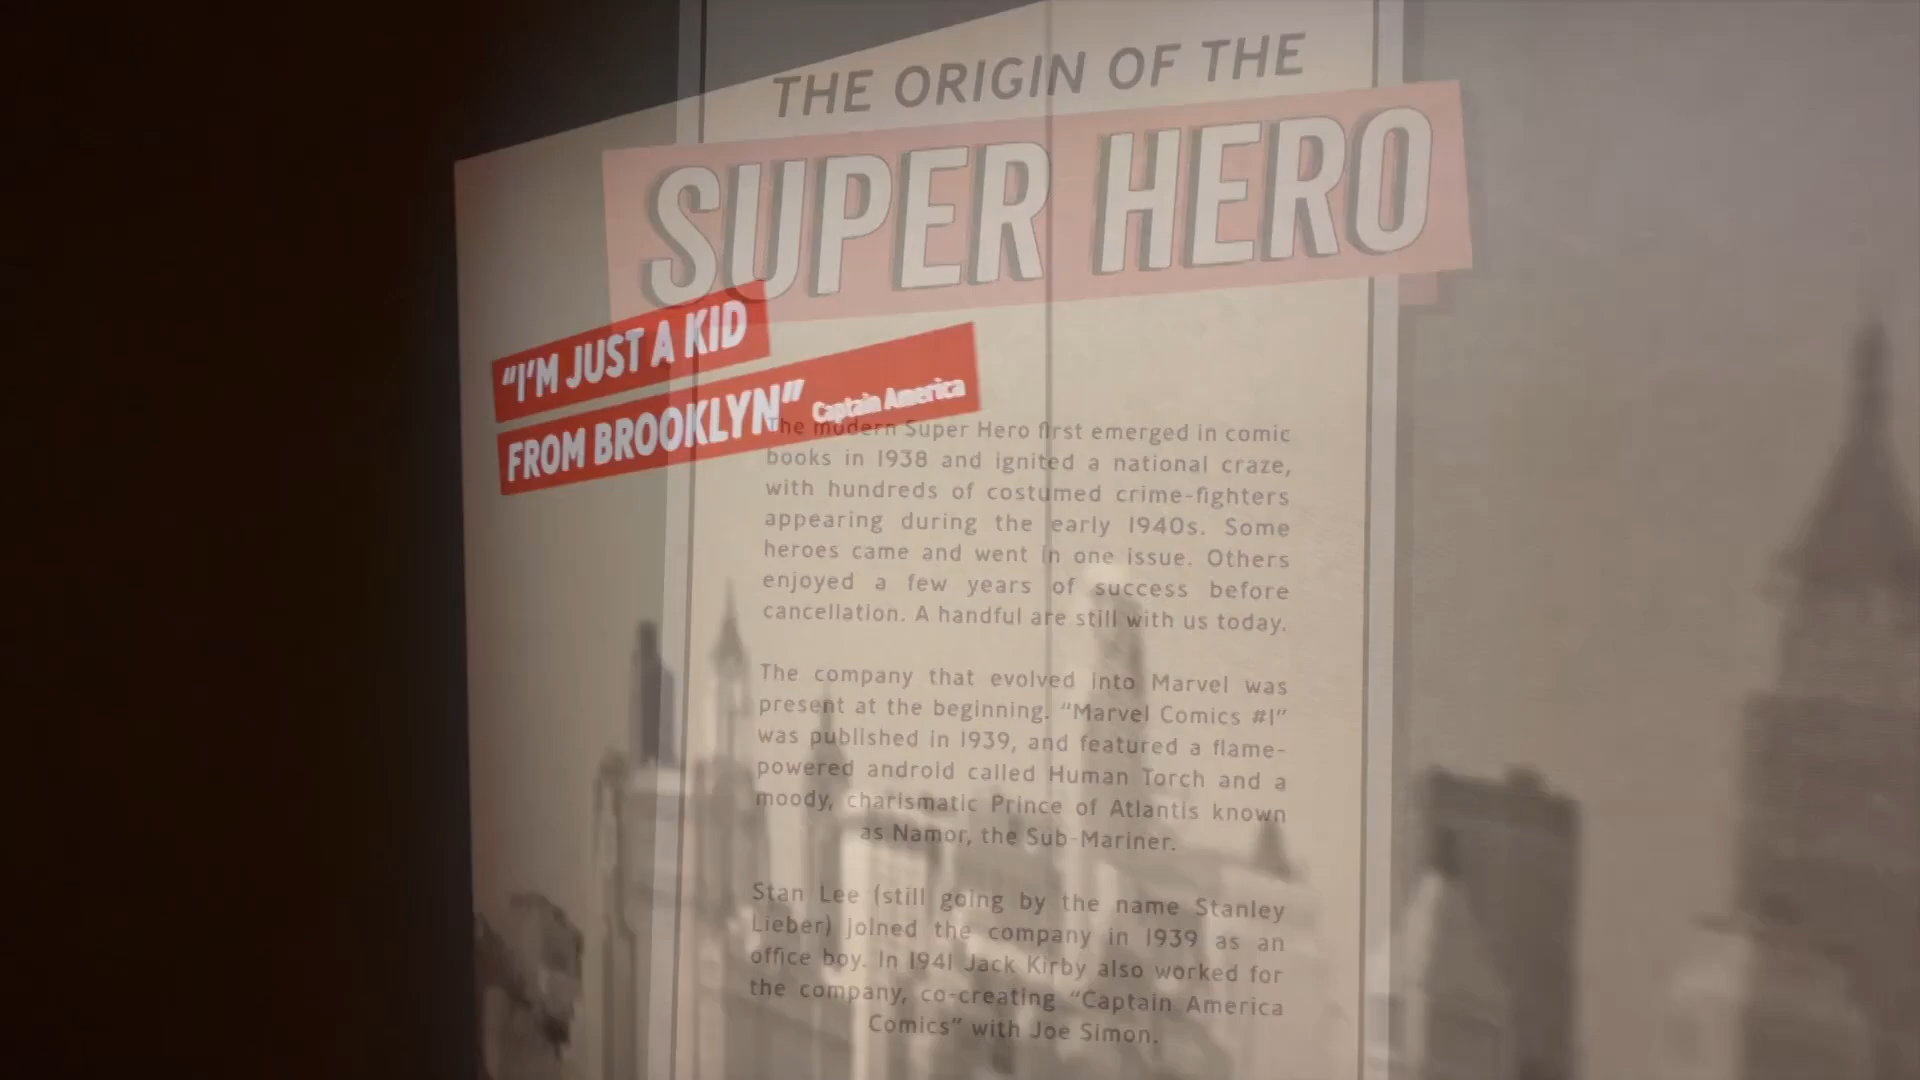 THE ORIGIN OF THE
SUPER HERO
"I'M JUST A KID
FROM BROOKLYN" Captain America
The modern Super Hero first emerged in comic
books in 1938 and ignited a national craze,
with hundreds of costumed crime-fighters
appearing during the early 1940s. Some
heroes came and went in one issue. Others
enjoyed a few years of success before
cancellation. A handful are still with us today.
The company that evolved into Marvel was
present at the beginning. "Marvel Comics #1"
was published in 1939, and featured a flame-
powered android called Human Torch and a
moody, charismatic Prince of Atlantis known
as Namor, the Sub-Mariner.
Stan Lee (still going by the name Stanley
Lieber) joined the company in 1939 as an
office boy. In 1941 Jack Kirby also worked for
the company, co-creating "Captain America
Comics" with Joe Simon.